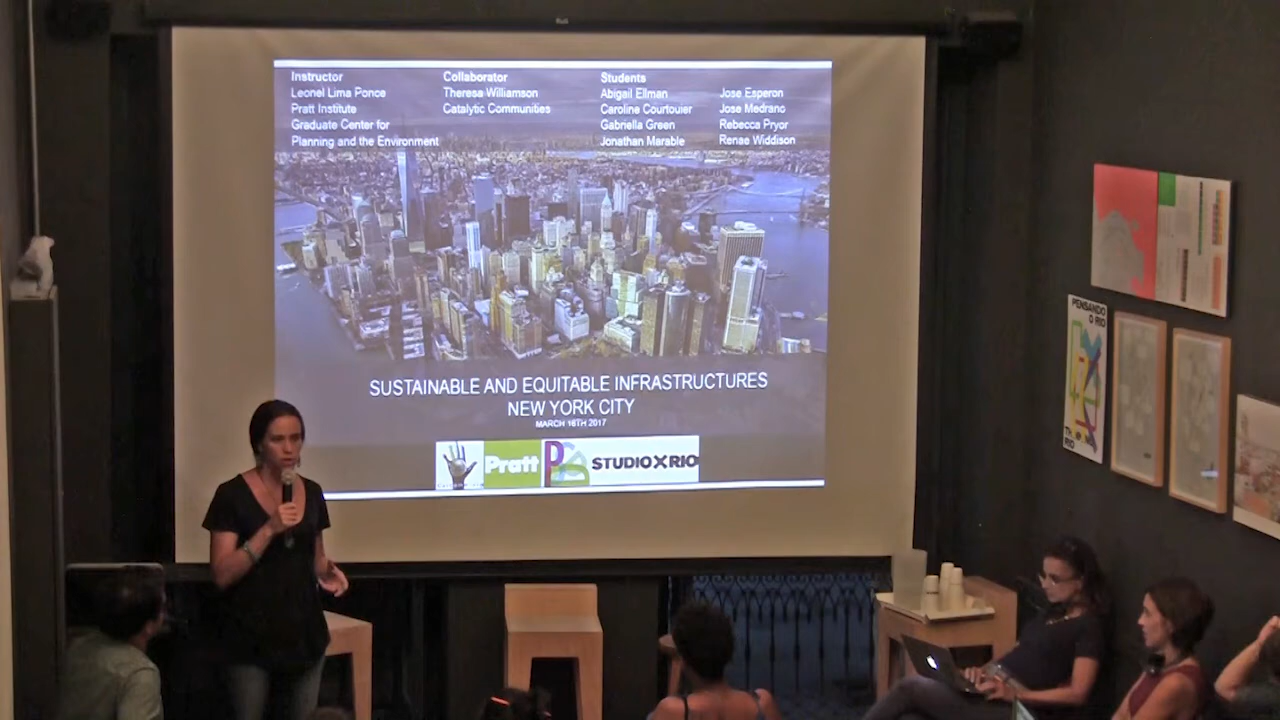 Instructor
Leonel Lima Ponce
Pratt Institute
Graduate Center for
Planning and the Environment
Collaborator
Theresa Williamson
Catalytic Communities
Students
Abigail Ellman
Caroline Courtouier
Gabriella Green
Jonathan Marable
Jose Esperon
Jose Medrano
Rebecca Pryor
Renae Widdison
SUSTAINABLE AND EQUITABLE INFRASTRUCTURES
NEW YORK CITY
MARCH 16TH 2017
Pratt
STUDIO X RIO
PENSANDO
O RIO
RIO